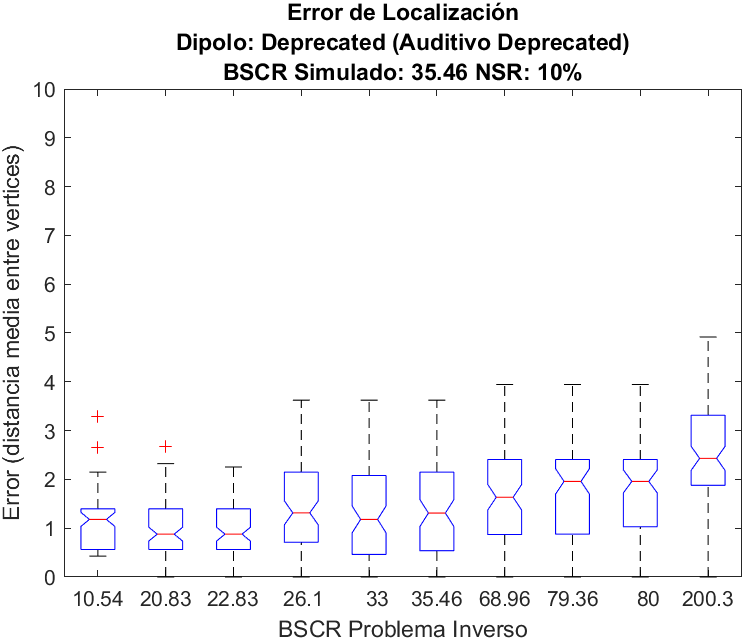 Error de Localización
Dipolo: Deprecated (Auditivo Deprecated)
BSCR Simulado: 35.46 NSR: 10%
10
9
8
7
6
5
4
3
2
1
0
Error (distancia media entre vertices)
10.54 20.83 22.83 26.1 33 35.46 68.96 79.36 80 200.3
BSCR Problema Inverso